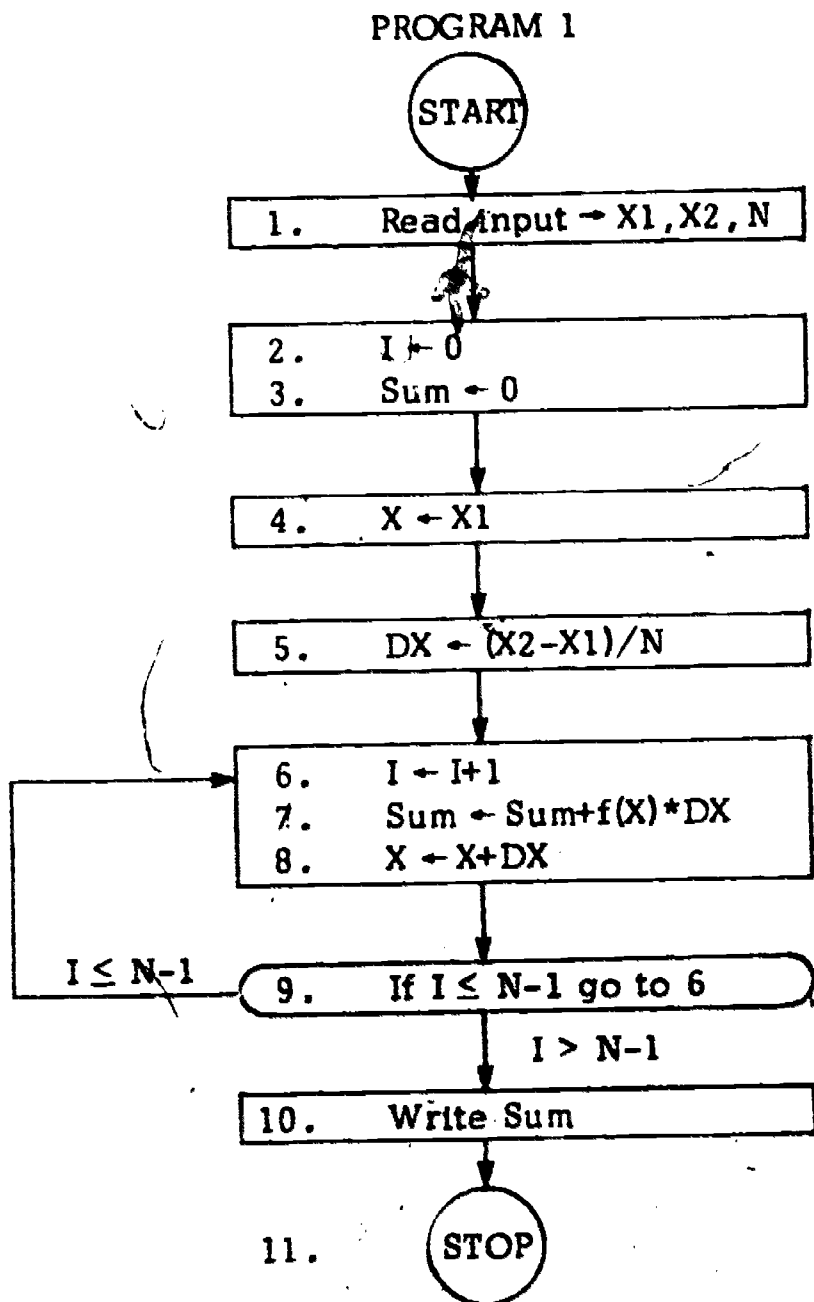 PROGRAM 1
START
1. Read input → X1, X2, N
2. I ← 0
3. Sum ← 0
4. X ← X1
5. DX ← (X2-X1)/N
6. I ← I+1
7. Sum ← Sum+f(X)*DX
8. X ← X+DX
I ≤ N-1
9. If I ≤ N-1 go to 6
I > N-1
10. Write Sum
11. STOP